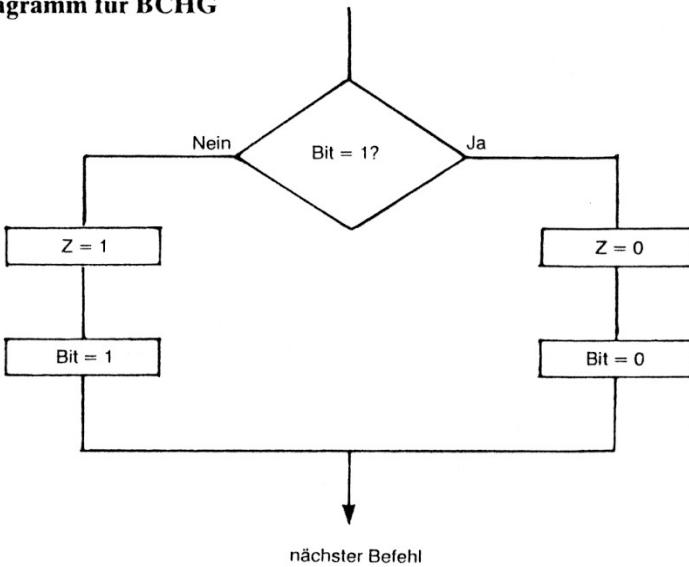 agramm für BCHG
Bit = 1?
Nein
Ja
Z = 1
Z = 0
Bit = 1
Bit = 0
nächster Befehl